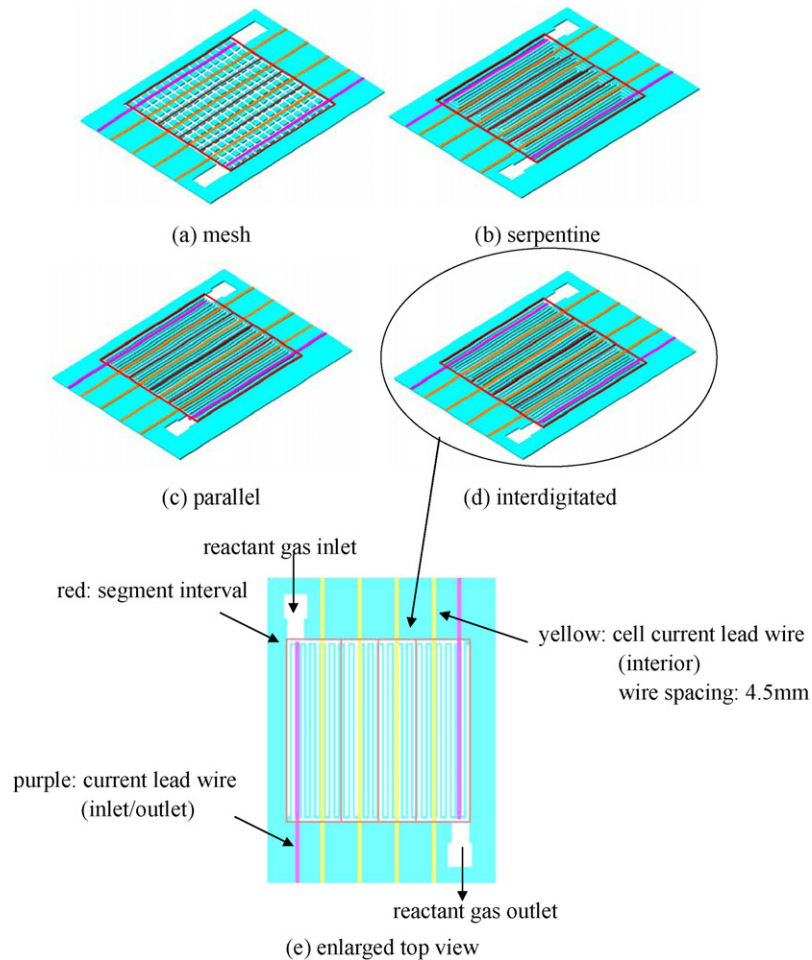 (a) mesh
(b) serpentine
(c) parallel
(d) interdigitated
reactant gas inlet
red: segment interval
yellow: cell current lead wire
(interior)
wire spacing: 4.5mm
purple: current lead wire
(inlet/outlet)
reactant gas outlet
(e) enlarged top view